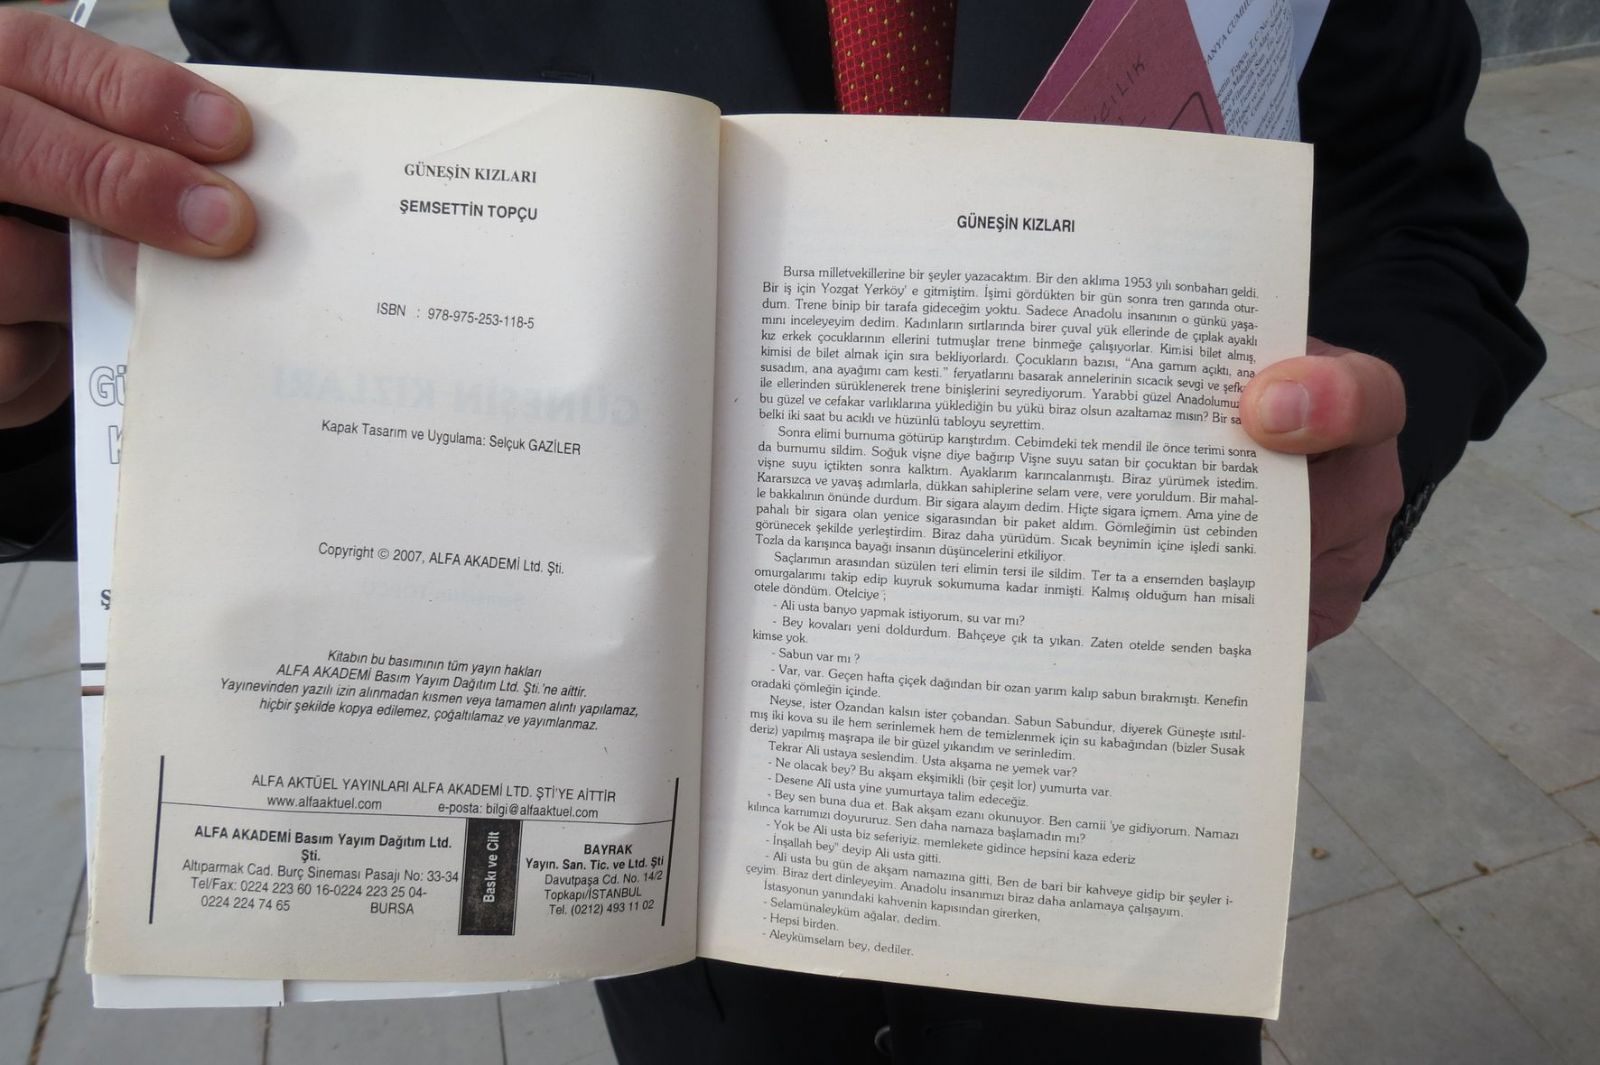 GÜNEŞİN KIZLARI
ŞEMSETTİN TOPÇU
ISBN : 978-975-253-118-5
Kapak Tasarım ve Uygulama: Selçuk GAZİLER
Copyright © 2007, ALFA AKADEMİ Ltd. Şti.
Kitabın bu basımının tüm yayın hakları
ALFA AKADEMİ Basım Yayım Dağıtım Ltd. Şti.'ne aittir.
Yayınevinden yazılı izin alınmadan kısmen veya tamamen alıntı yapılamaz,
hiçbir şekilde kopya edilemez, çoğaltılamaz ve yayımlanmaz.
ALFA AKTÜEL YAYINLARI ALFA AKADEMİ LTD. ŞTİ'YE AİTTİR
www.alfaaktuel.com e-posta: bilgi@alfaaktuel.com
ALFA AKADEMİ Basım Yayım Dağıtım Ltd.
Şti.
Altıparmak Cad. Burç Sineması Pasajı No: 33-34
Tel/Fax: 0224 223 60 16-0224 223 25 04-
0224 224 74 65 BURSA
Baskı ve Cilt
BAYRAK
Yayın. San. Tic. ve Ltd. Şti
Davutpaşa Cd. No. 14/2
Topkapı/İSTANBUL
Tel. (0212) 493 11 02
GÜNEŞİN KIZLARI
Bursa milletvekillerine bir şeyler yazacaktım. Bir den aklıma 1953 yılı sonbaharı geldi.
Bir iş için Yozgat Yerköy' e gitmiştim. İşimi gördükten bir gün sonra tren garında otur-
dum. Trene binip bir tarafa gideceğim yoktu. Sadece Anadolu insanının o günkü yaşa-
mını inceleyeyim dedim. Kadınların sırtlarında birer çuval yük ellerinde de çıplak ayaklı
kız erkek çocuklarının ellerini tutmuşlar trene binmeğe çalışıyorlar. Kimisi bilet almış,
kimisi de bilet almak için sıra bekliyorlardı. Çocukların bazısı, “Ana garnım açıktı, ana
susadım, ana ayağımı cam kesti.” feryatlarını basarak annelerinin sıcacık sevgi ve
ile ellerinden sürüklenerek trene binişlerini seyrediyorum. Yarabbi güzel
bu güzel ve cefakar varlıklarına yüklediğin bu yükü biraz olsun azaltamaz mısın? Bir
belki iki saat bu acıklı ve hüzünlü tabloyu seyrettim.
Sonra elimi burnuma götürüp karıştırdım. Cebimdeki tek mendil ile önce terimi sonra
da burnumu sildim. Soğuk vişne diye bağırıp Vişne suyu satan bir çocuktan bir bardak
vişne suyu içtikten sonra kalktım. Ayaklarım karıncalanmıştı. Biraz yürümek istedim.
Kararsızca ve yavaş adımlarla, dükkan sahiplerine selam vere, vere yoruldum. Bir mahal-
le bakkalının önünde durdum. Bir sigara alayım dedim. Hiçte sigara içmem. Ama yine de
pahalı bir sigara olan yenice sigarasından bir paket aldım. Gömleğimin üst cebinden
görünecek şekilde yerleştirdim. Biraz daha yürüdüm. Sıcak beynimin içine işledi sanki.
Tozla da karışınca bayağı insanın düşüncelerini etkiliyor.
Saçlarımın arasından süzülen teri elimin tersi ile sildim. Ter ta a ensemden başlayıp
omurgalarımı takip edip kuyruk sokumuma kadar inmişti. Kalmış olduğum han misali
otele döndüm. Otelciye ;
- Ali usta banyo yapmak istiyorum, su var mı?
- Bey kovaları yeni doldurdum. Bahçeye çık ta yıkan. Zaten otelde senden başka
kimse yok.
- Sabun var mı ?
- Var, var. Geçen hafta çiçek dağından bir ozan yarım kalıp sabun bırakmıştı. Kenefin
oradaki çömleğin içinde.
Neyse, ister Ozandan kalsın ister çobandan. Sabun Sabundur, diyerek Güneşte ısıtıl-
mış iki kova su ile hem serinlemek hem de temizlenmek için su kabağından (bizler Susak
deriz) yapılmış maşrapa ile bir güzel yıkandım ve serinledim.
Tekrar Ali ustaya seslendim. Usta akşama ne yemek var?
- Ne olacak bey? Bu akşam ekşimikli (bir çeşit lor) yumurta var.
- Desene Ali usta yine yumurtaya talim edeceğiz.
- Bey sen buna dua et. Bak akşam ezanı okunuyor. Ben camii 'ye gidiyorum. Namazı
kılınca karnımızı doyururuz. Sen daha namaza başlamadın mı?
- Yok be Ali usta biz seferiyiz, memlekete gidince hepsini kaza ederiz
- İnşallah bey” deyip Ali usta gitti.
- Ali usta bu gün de akşam namazına gitti, Ben de bari bir kahveye gidip bir şeyler i-
çeyim. Biraz dert dinleyeyim. Anadolu insanımızı biraz daha anlamaya çalışayım.
İstasyonun yanındaki kahvenin kapısından girerken,
- Selamünaleyküm ağalar, dedim.
- Hepsi birden.
- Aleykümselam bey, dediler.